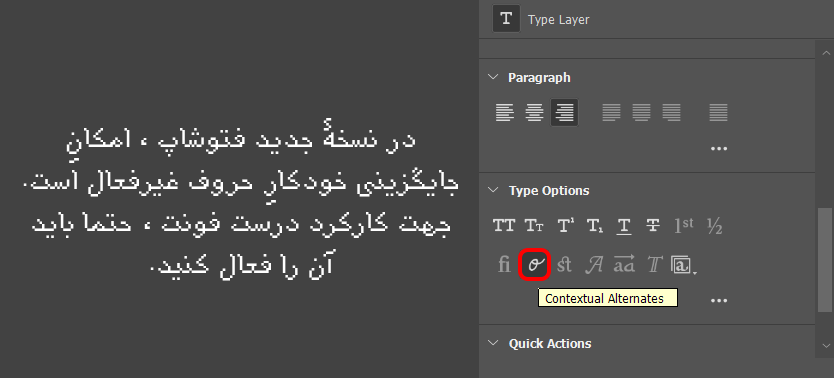 در نسخهٔ جدید فتوشاپ ، امکانِ
جایگزینی خودکارِ حروف غیرفعال است.
جهت کارکرد درست فونت ، حتما باید
آن را فعال کنید.
T Type Layer
Paragraph
Type Options
TT Tт T¹ T₁ T T 1st ½
fi o st A aa T a
Contextual Alternates
Quick Actions